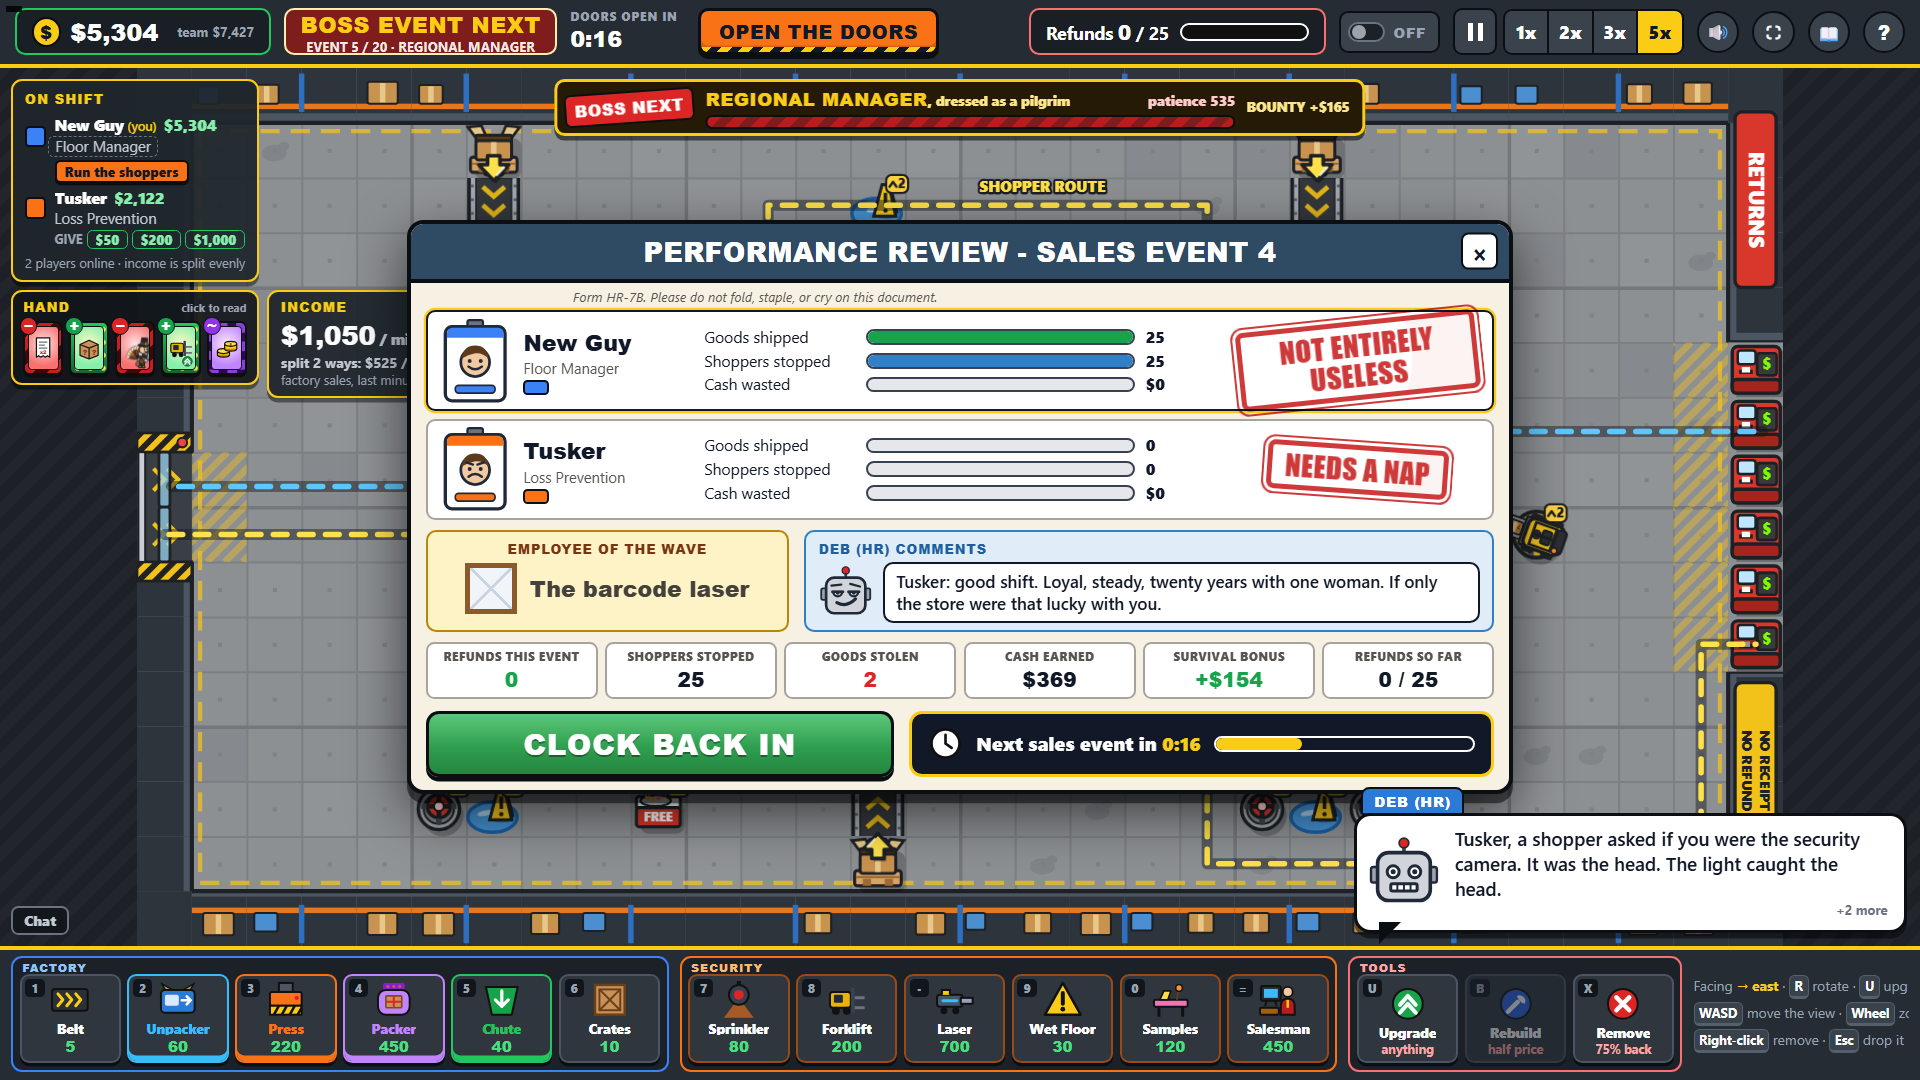 $5,304
team $7,427
BOSS EVENT NEXT
EVENT 5 / 20 · REGIONAL MANAGER
DOORS OPEN IN
0:16
OPEN THE DOORS
Refunds 0 / 25
OFF
1x
2x
3x
5x
?
BOSS NEXT
REGIONAL MANAGER, dressed as a pilgrim
patience 535
BOUNTY +$165
ON SHIFT
New Guy (you) $5,304
Floor Manager
Run the shoppers
Tusker $2,122
Loss Prevention
GIVE $50 $200 $1,000
2 players online · income is split evenly
HAND
click to read
INCOME
$1,050 / mi
split 2 ways: $525 /
factory sales, last minu
SHOPPER ROUTE
2
2
RETURNS
NO RECEIPT
NO REFUND
FREE
PERFORMANCE REVIEW - SALES EVENT 4
×
Form HR-7B. Please do not fold, staple, or cry on this document.
New Guy
Floor Manager
Goods shipped 25
Shoppers stopped 25
Cash wasted $0
NOT ENTIRELY
USELESS
Tusker
Loss Prevention
Goods shipped 0
Shoppers stopped 0
Cash wasted $0
NEEDS A NAP
EMPLOYEE OF THE WAVE
The barcode laser
DEB (HR) COMMENTS
Tusker: good shift. Loyal, steady, twenty years with one woman. If only
the store were that lucky with you.
REFUNDS THIS EVENT
0
SHOPPERS STOPPED
25
GOODS STOLEN
2
CASH EARNED
$369
SURVIVAL BONUS
+$154
REFUNDS SO FAR
0 / 25
CLOCK BACK IN
Next sales event in 0:16
DEB (HR)
Tusker, a shopper asked if you were the security
camera. It was the head. The light caught the
head.
+2 more
Chat
FACTORY
1
Belt
5
2
Unpacker
60
3
Press
220
4
Packer
450
5
Chute
40
6
Crates
10
SECURITY
7
Sprinkler
80
8
Forklift
200
-
Laser
700
9
Wet Floor
30
0
Samples
120
=
Salesman
450
TOOLS
U
Upgrade
anything
B
Rebuild
half price
X
Remove
75% back
Facing → east · R rotate · U upg
WASD move the view · Wheel zo
Right-click remove · Esc drop it